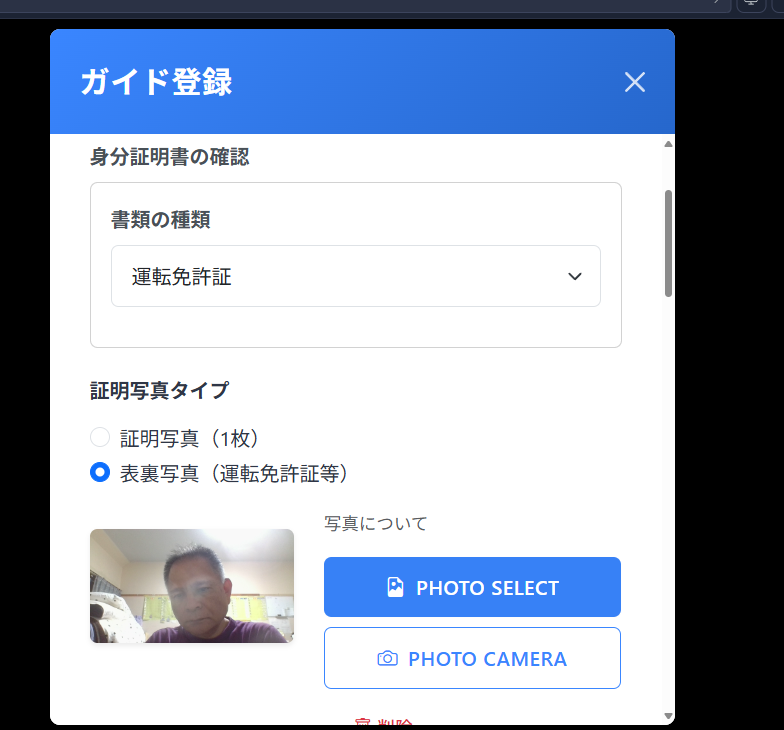 ガイド登録
身分証明書の確認
書類の種類
運転免許証
証明写真タイプ
証明写真（1枚）
表裏写真（運転免許証等）
写真について
PHOTO SELECT
PHOTO CAMERA
削除